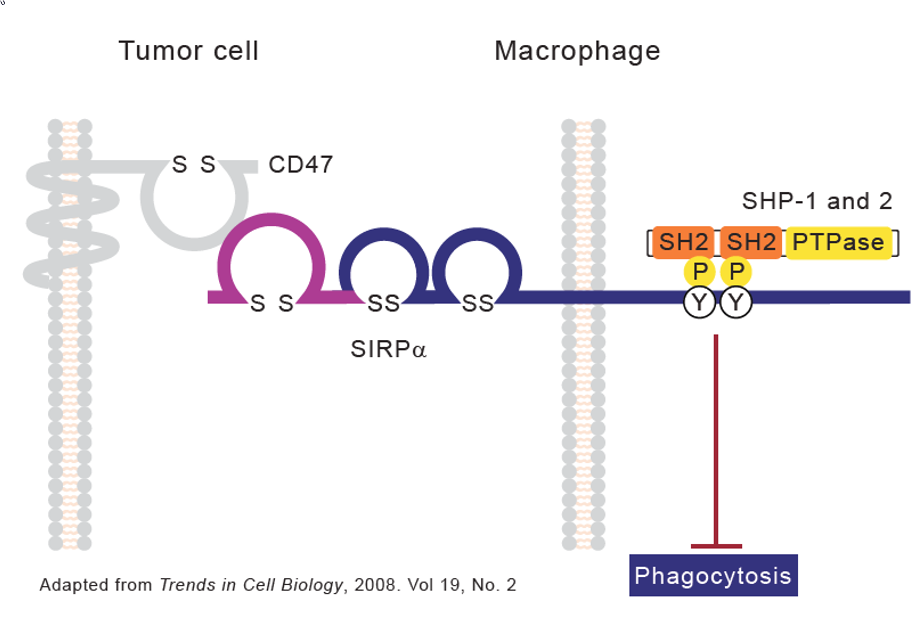 Tumor cell
Macrophage
S S
CD47
SHP-1 and 2
SH2 SH2 PTPase
P P
S S
SS
SS
Y Y
SIRPα
Phagocytosis
Adapted from Trends in Cell Biology, 2008. Vol 19, No. 2